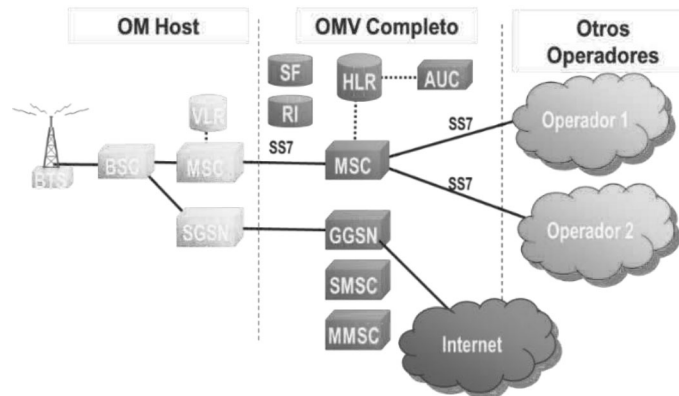 OM Host
OMV Completo
Otros
Operadores
SF
HLR
AUC
RI
VLR
Operador 1
SS7
BTS
BSC
MSC
SS7
MSC
SS7
Operador 2
SGSN
GGSN
SMSC
MMSC
Internet